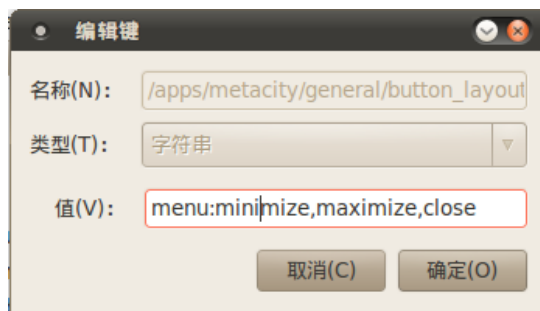 编辑键
名称(N): /apps/metacity/general/button_layout
类型(T): 字符串
值(V): menu:minimize,maximize,close
取消(C) 确定(O)